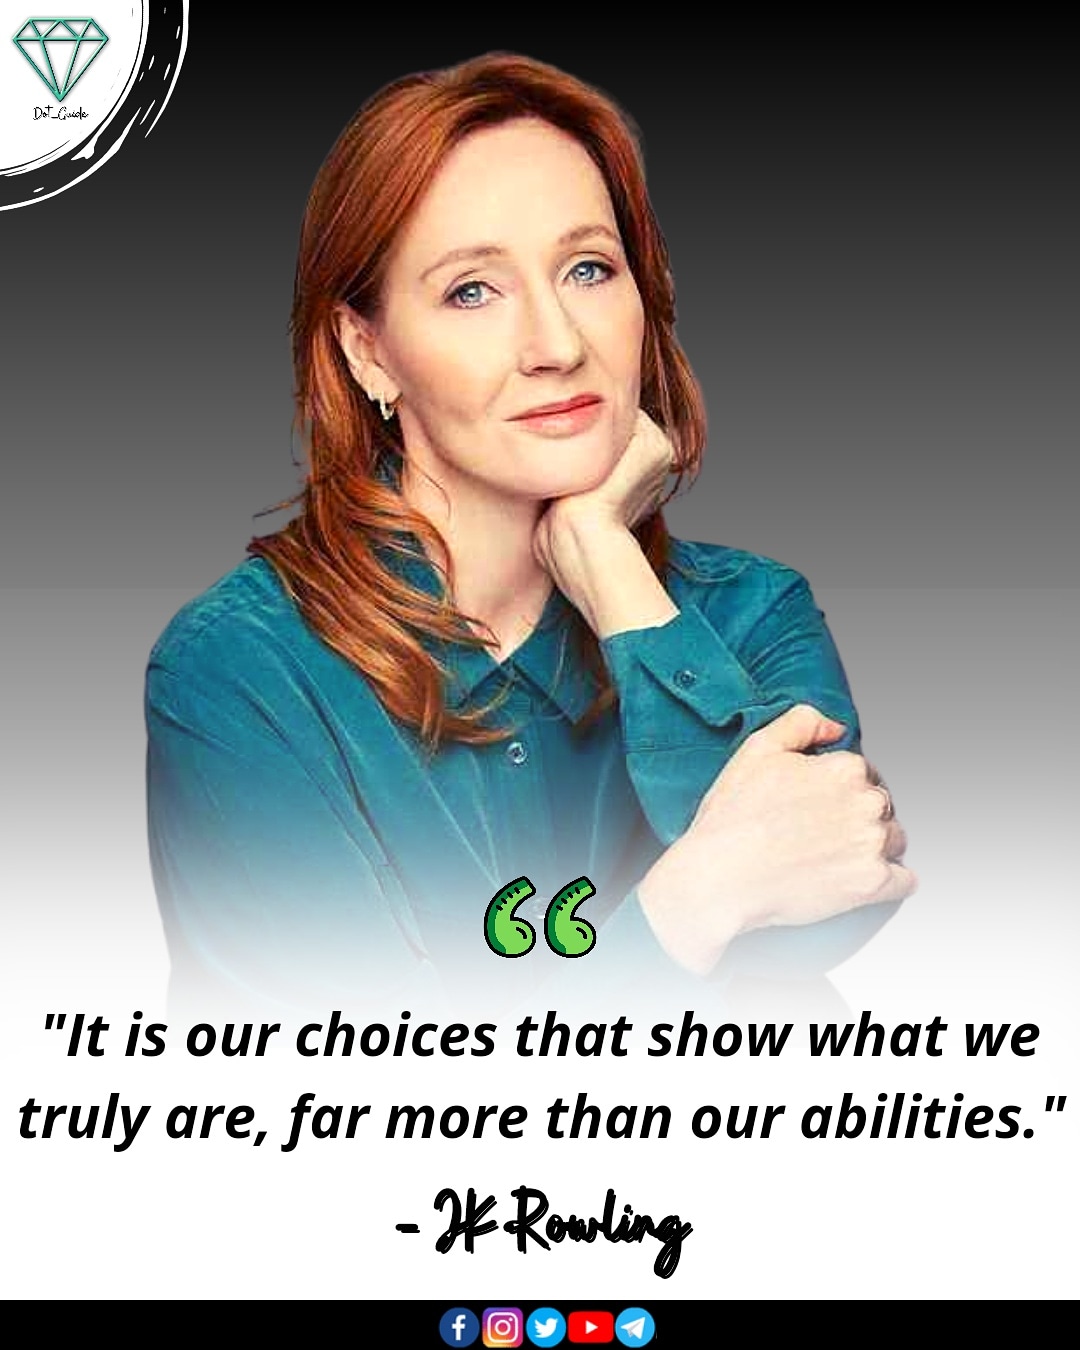 Dot_Guide
"It is our choices that show what we
truly are, far more than our abilities."
- JK Rowling